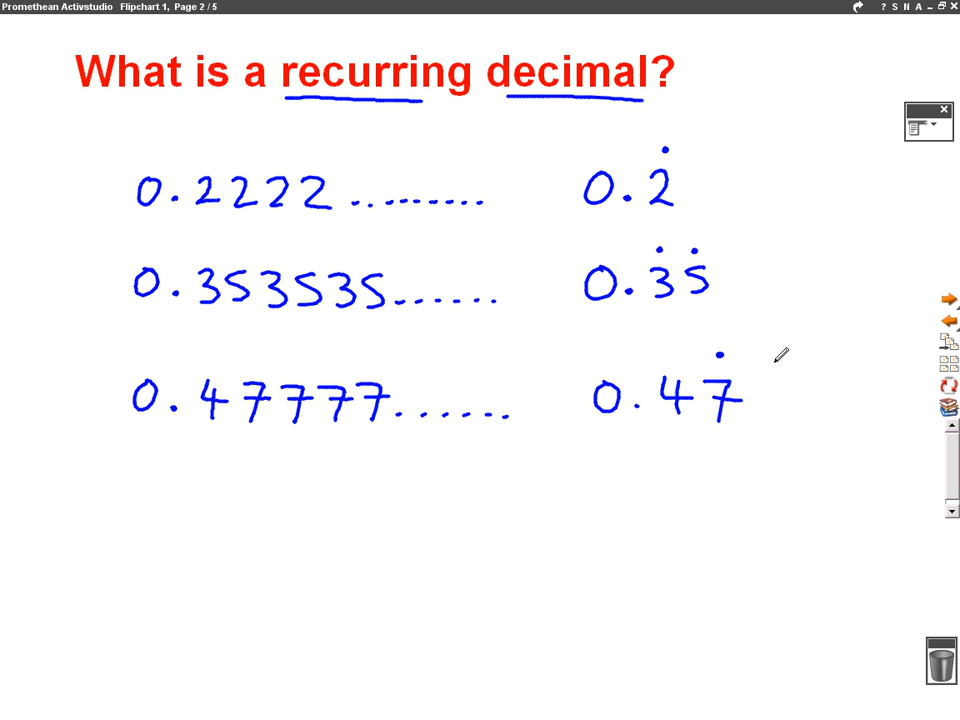 Promethean Activstudio Flipchart 1, Page 2 / 5 ? S N A
What is a recurring decimal?
0.2222......... 0.2̇
0.353535...... 0.3̇5̇
0.47777...... 0.47̇